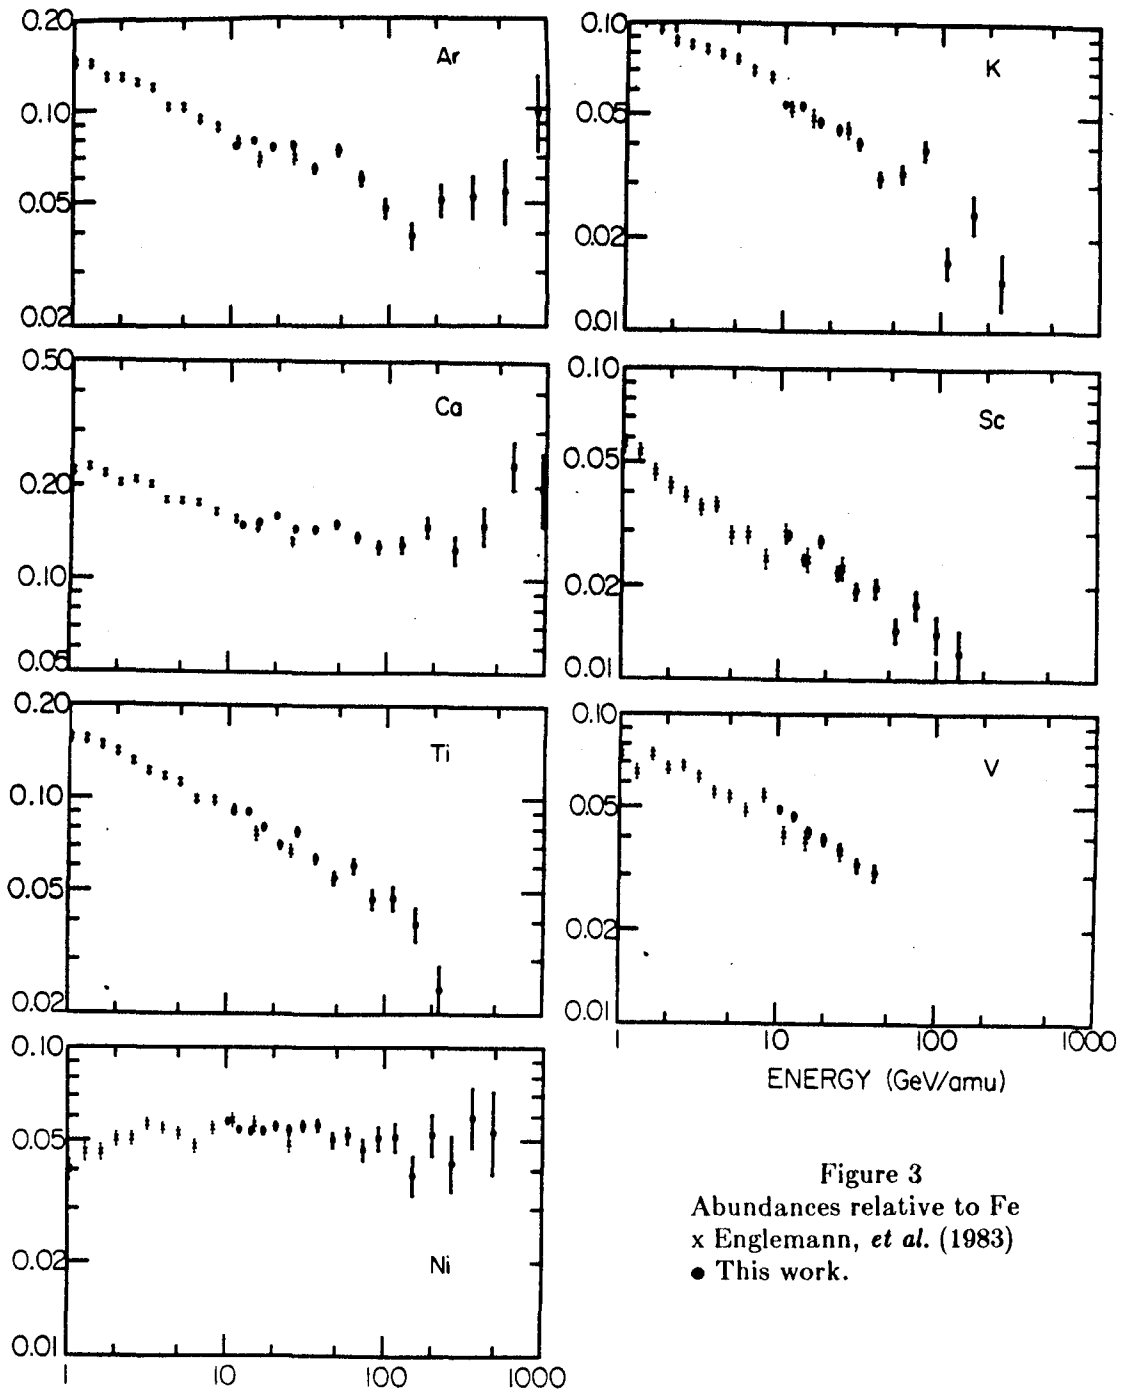 0.20
0.10
0.05
0.02
Ar
0.10
0.05
0.02
0.01
K
0.50
0.20
0.10
0.05
Ca
0.10
0.05
0.02
0.01
Sc
0.20
0.10
0.05
0.02
Ti
0.10
0.05
0.02
0.01
V
1 10 100 1000
ENERGY (GeV/amu)
0.10
0.05
0.02
0.01
Ni
1 10 100 1000
Figure 3
Abundances relative to Fe
x Englemann, et al. (1983)
● This work.